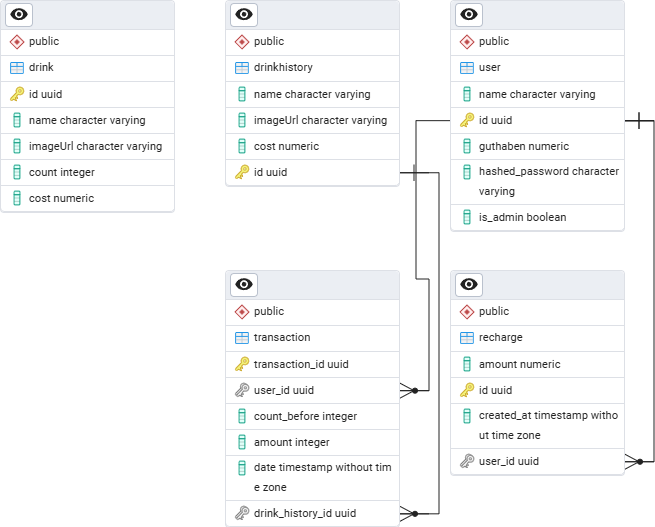 public
drink
id uuid
name character varying
imageUrl character varying
count integer
cost numeric
public
drinkhistory
name character varying
imageUrl character varying
cost numeric
id uuid
public
user
name character varying
id uuid
guthaben numeric
hashed_password character
varying
is_admin boolean
public
transaction
transaction_id uuid
user_id uuid
count_before integer
amount integer
date timestamp without tim
e zone
drink_history_id uuid
public
recharge
amount numeric
id uuid
created_at timestamp witho
ut time zone
user_id uuid